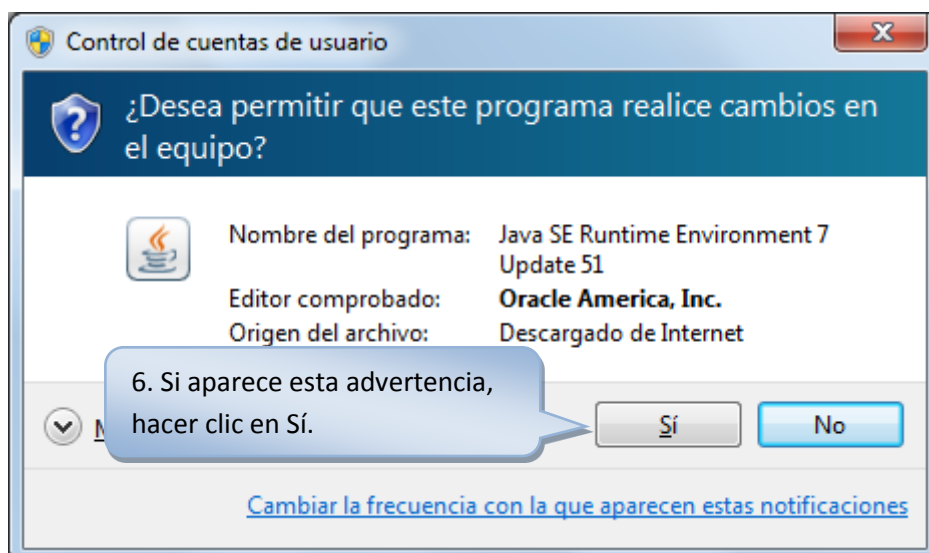 Control de cuentas de usuario
¿Desea permitir que este programa realice cambios en
el equipo?
Nombre del programa: Java SE Runtime Environment 7
Update 51
Editor comprobado: Oracle America, Inc.
Origen del archivo: Descargado de Internet
6. Si aparece esta advertencia,
hacer clic en Sí.
Sí No
Cambiar la frecuencia con la que aparecen estas notificaciones